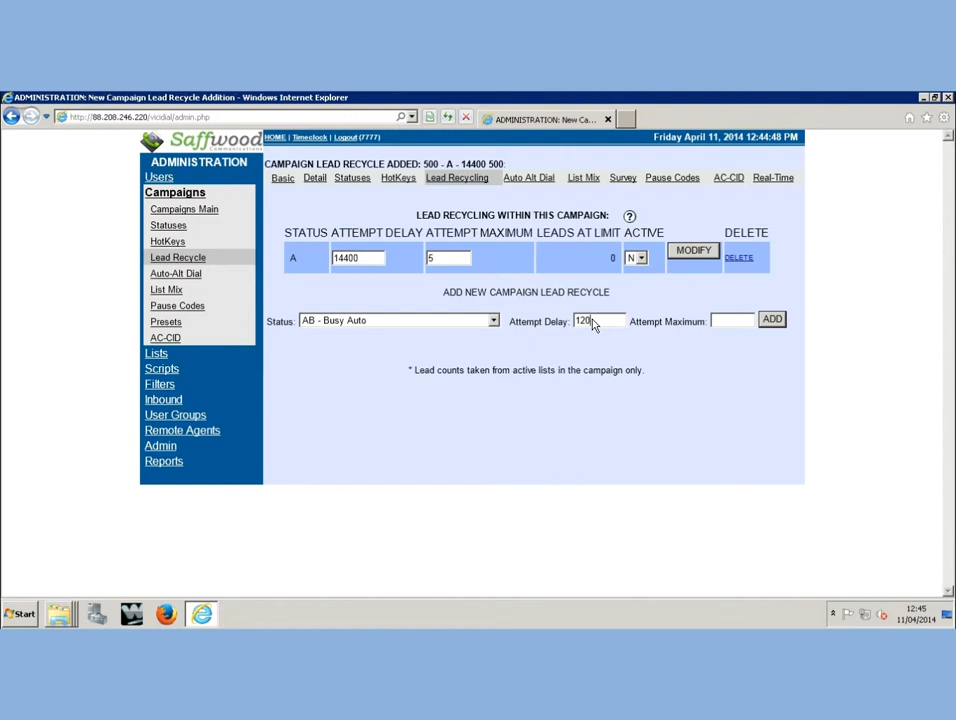 ADMINISTRATION: New Campaign Lead Recycle Addition - Windows Internet Explorer
http://88.208.246.220/vicidial/admin.php
ADMINISTRATION: New Ca...
Saffwood
Communications
HOME | Timeclock | Logout (7777)
Friday April 11, 2014 12:44:48 PM
ADMINISTRATION
Users
Campaigns
Campaigns Main
Statuses
HotKeys
Lead Recycle
Auto-Alt Dial
List Mix
Pause Codes
Presets
AC-CID
Lists
Scripts
Filters
Inbound
User Groups
Remote Agents
Admin
Reports
CAMPAIGN LEAD RECYCLE ADDED: 500 - A - 14400 500:
Basic Detail Statuses HotKeys Lead Recycling Auto Alt Dial List Mix Survey Pause Codes AC-CID Real-Time
LEAD RECYCLING WITHIN THIS CAMPAIGN: ?
STATUS ATTEMPT DELAY ATTEMPT MAXIMUM LEADS AT LIMIT ACTIVE DELETE
A 14400 5 0 N MODIFY DELETE
ADD NEW CAMPAIGN LEAD RECYCLE
Status: AB - Busy Auto Attempt Delay: 120 Attempt Maximum: ADD
* Lead counts taken from active lists in the campaign only.
Start
12:45
11/04/2014